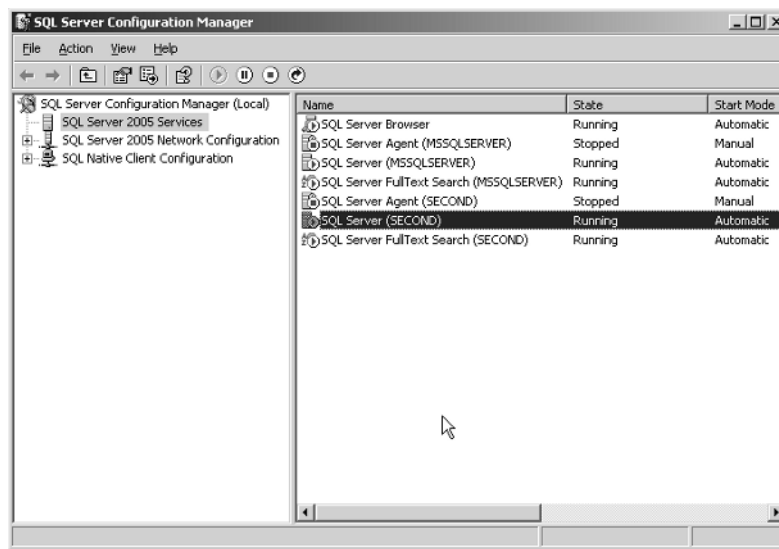 SQL Server Configuration Manager
File Action View Help
SQL Server Configuration Manager (Local)
SQL Server 2005 Services
SQL Server 2005 Network Configuration
SQL Native Client Configuration
Name State Start Mode
SQL Server Browser Running Automatic
SQL Server Agent (MSSQLSERVER) Stopped Manual
SQL Server (MSSQLSERVER) Running Automatic
SQL Server FullText Search (MSSQLSERVER) Running Automatic
SQL Server Agent (SECOND) Stopped Manual
SQL Server (SECOND) Running Automatic
SQL Server FullText Search (SECOND) Running Automatic